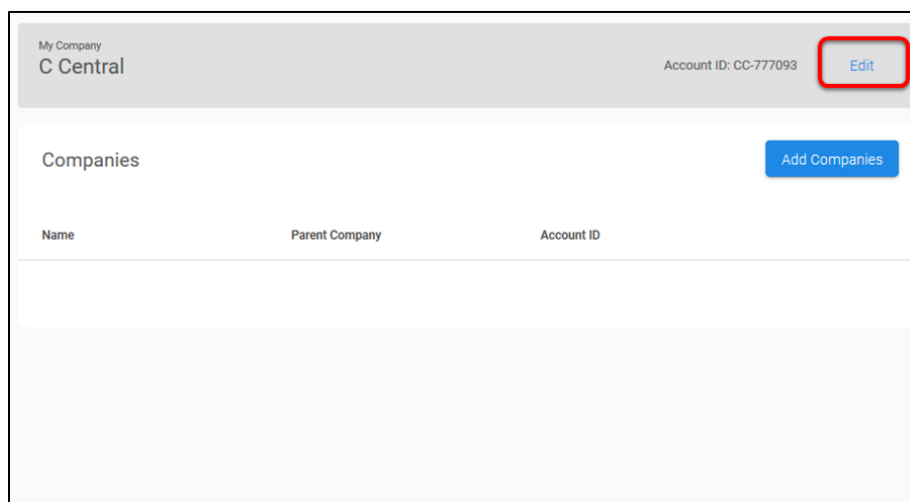 My Company
C Central
Account ID: CC-777093
Edit
Companies
Add Companies
Name
Parent Company
Account ID